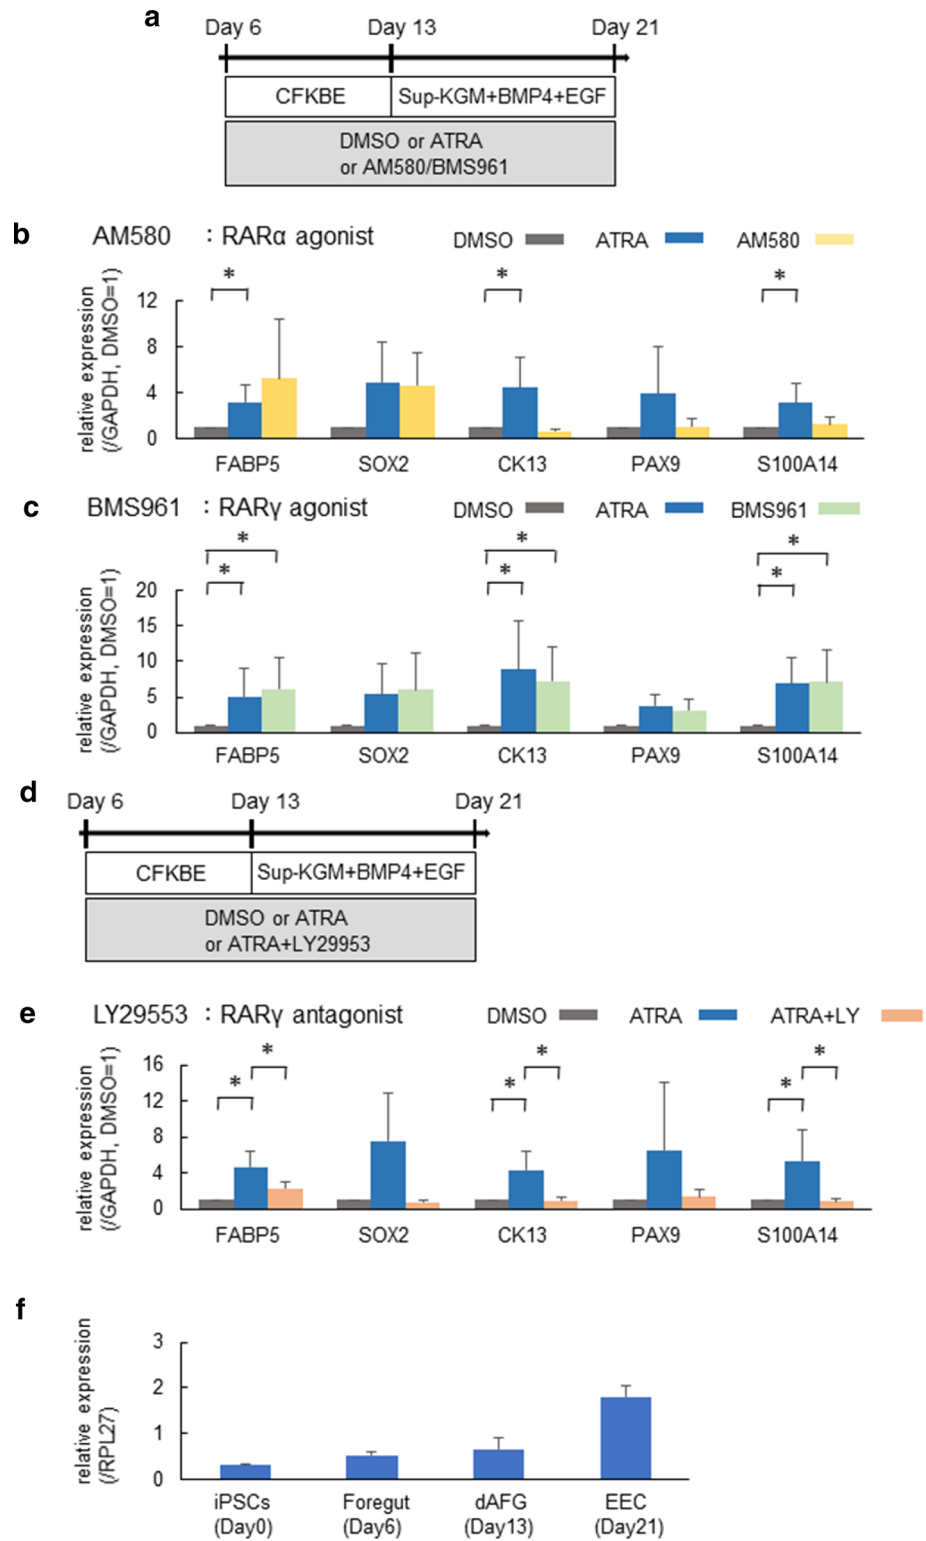 a
Day 6 Day 13 Day 21
CFKBE Sup-KGM+BMP4+EGF
DMSO or ATRA
or AM580/BMS961
b
AM580 : RARα agonist
DMSO ATRA AM580
relative expression
(/GAPDH, DMSO=1)
* * *
12
8
4
0
FABP5 SOX2 CK13 PAX9 S100A14
c
BMS961 : RARγ agonist
DMSO ATRA BMS961
relative expression
(/GAPDH, DMSO=1)
* * *
* * *
20
15
10
5
0
FABP5 SOX2 CK13 PAX9 S100A14
d
Day 6 Day 13 Day 21
CFKBE Sup-KGM+BMP4+EGF
DMSO or ATRA
or ATRA+LY29953
e
LY29553 : RARγ antagonist
DMSO ATRA ATRA+LY
relative expression
(/GAPDH, DMSO=1)
* * *
* * *
16
12
8
4
0
FABP5 SOX2 CK13 PAX9 S100A14
f
relative expression
(/RPL27)
3
2
1
0
iPSCs Foregut dAFG EEC
(Day0) (Day6) (Day13) (Day21)